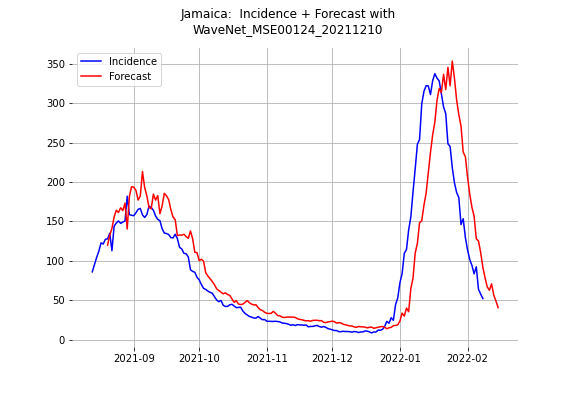 Jamaica:  Incidence + Forecast with
WaveNet_MSE00124_20211210
Incidence
Forecast
350
300
250
200
150
100
50
0
2021-09 2021-10 2021-11 2021-12 2022-01 2022-02